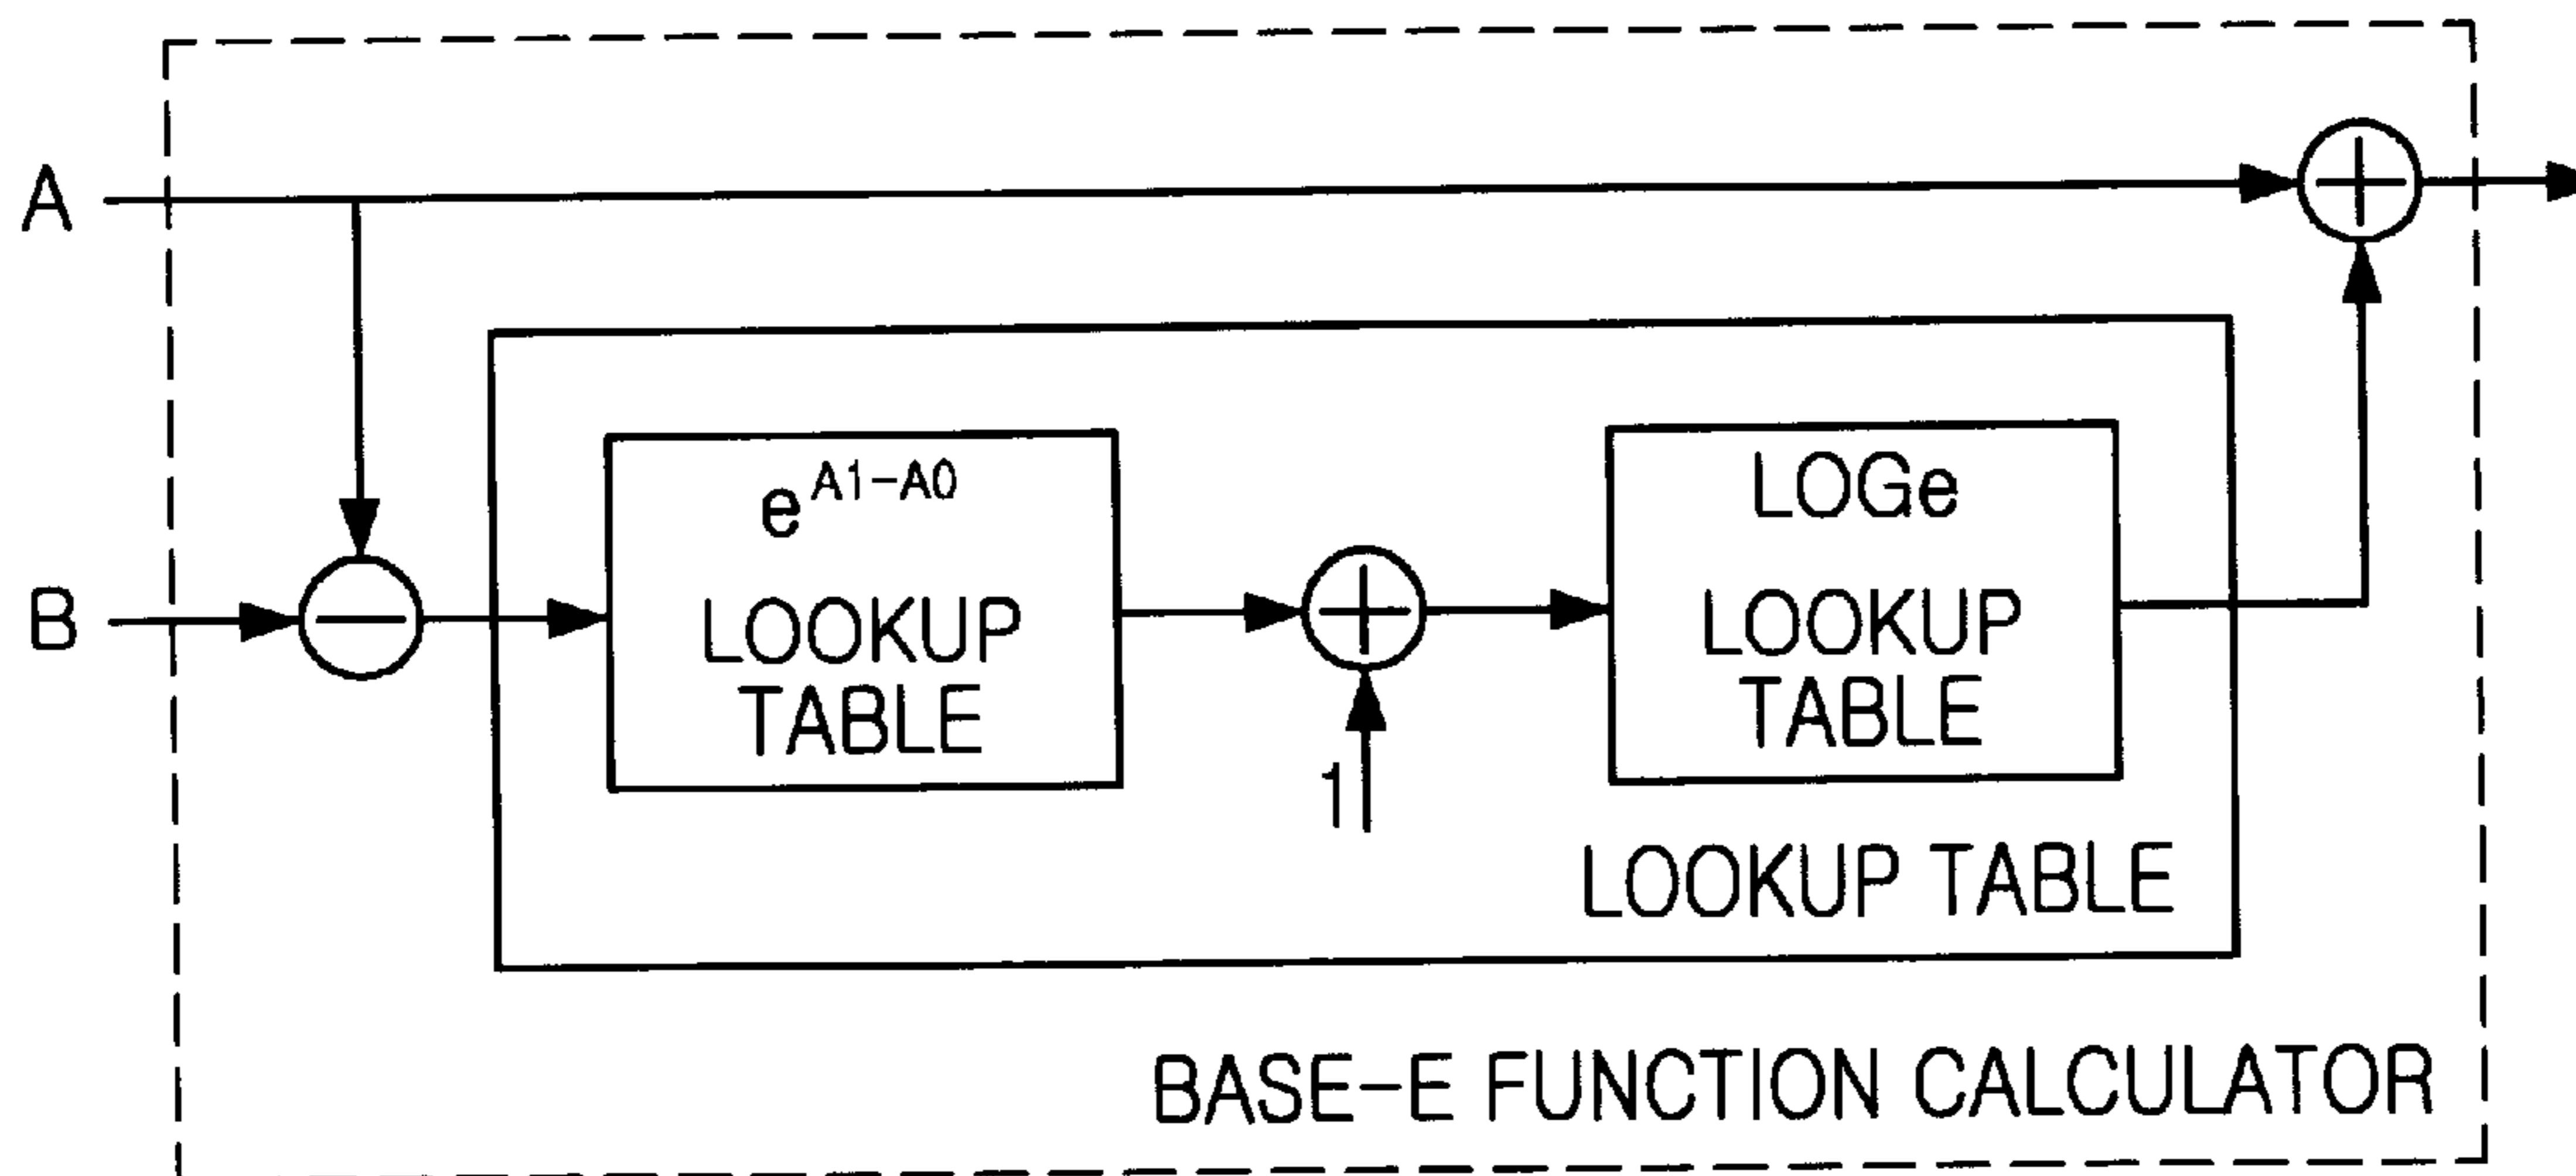 A
B
e^A1-A0
LOOKUP
TABLE
1
LOGe
LOOKUP
TABLE
LOOKUP TABLE
BASE-E FUNCTION CALCULATOR